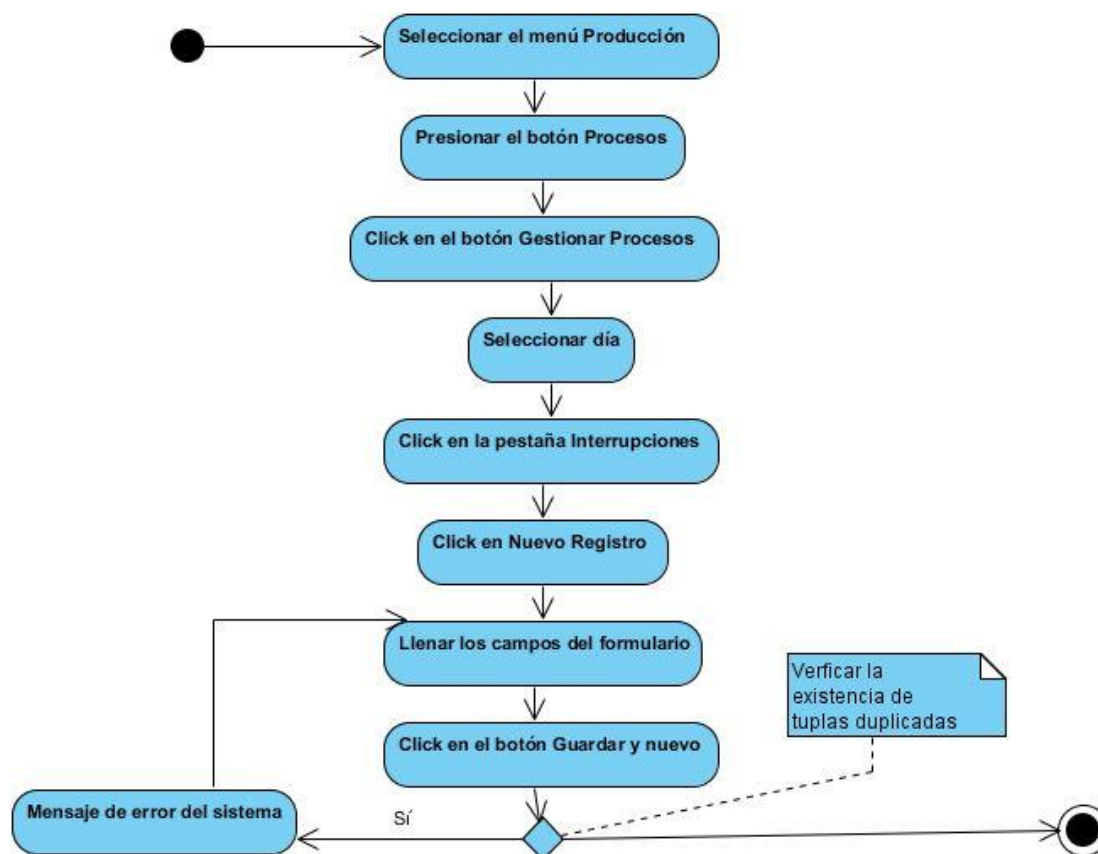 Seleccionar el menú Producción
Presionar el botón Procesos
Click en el botón Gestionar Procesos
Seleccionar día
Click en la pestaña Interrupciones
Click en Nuevo Registro
Llenar los campos del formulario
Verficar la
existencia de
tuplas duplicadas
Click en el botón Guardar y nuevo
Mensaje de error del sistema
Sí